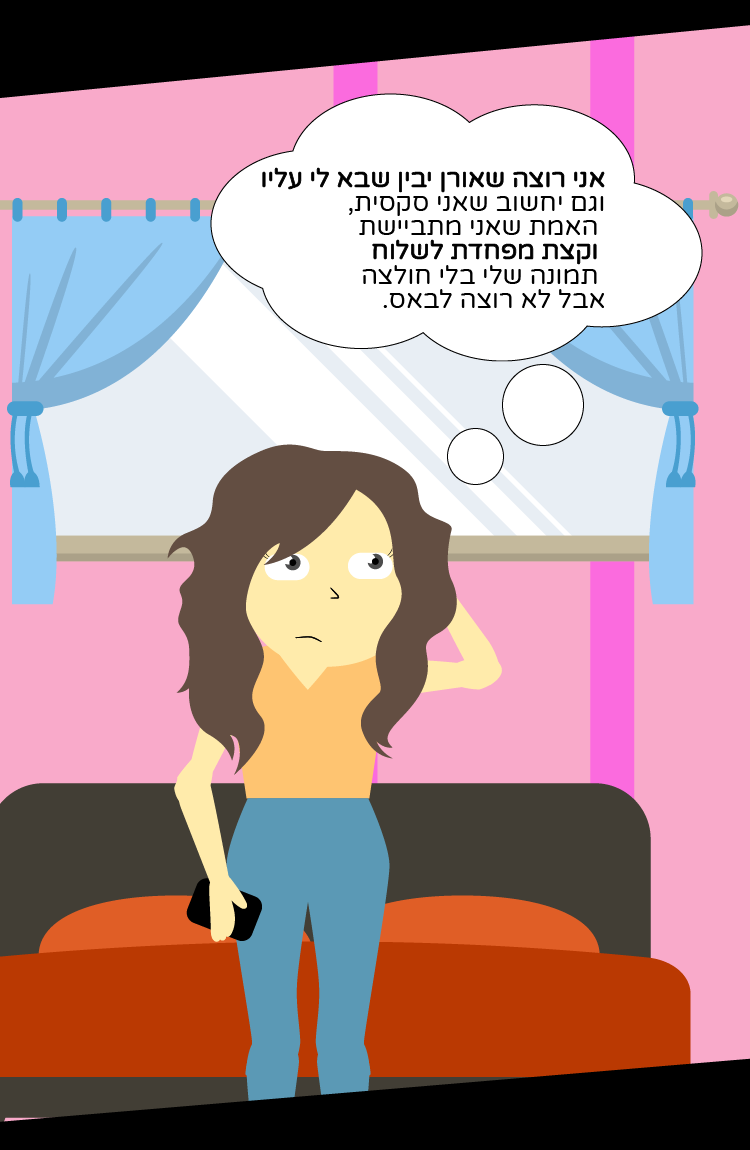 אני רוצה שאורן יבין שבא לי עליו
וגם יחשוב שאני סקסית,
האמת שאני מתביישת
וקצת מפחדת לשלוח
תמונה שלי בלי חולצה
אבל לא רוצה לבאס.